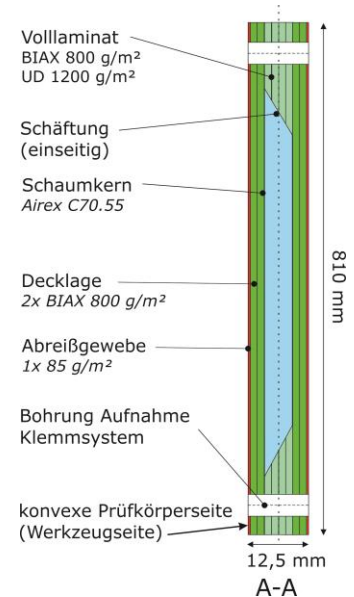 Volllaminat
BIAX 800 g/m²
UD 1200 g/m²
Schäftung
(einseitig)
Schaumkern
Airex C70.55
Decklage
2x BIAX 800 g/m²
Abreißgewebe
1x 85 g/m²
Bohrung Aufnahme
Klemmsystem
konvexe Prüfkörperseite
(Werkzeugseite)
810 mm
12,5 mm
A-A